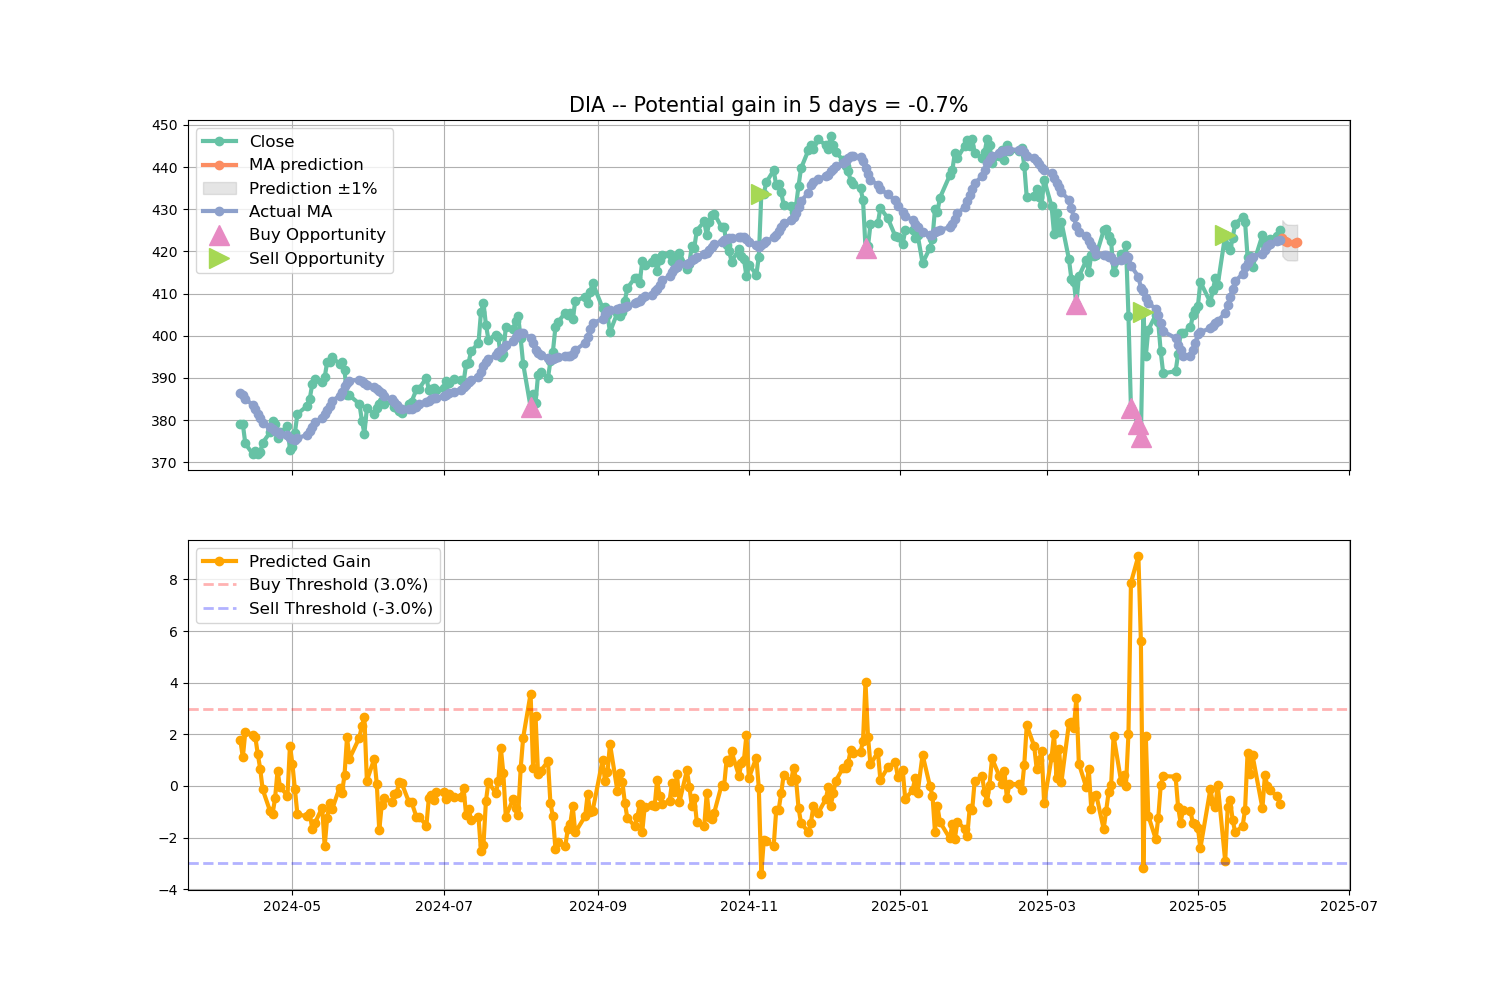 DIA -- Potential gain in 5 days = -0.7%
450
440
430
420
410
400
390
380
370
Close
MA prediction
Prediction ±1%
Actual MA
Buy Opportunity
Sell Opportunity
8
6
4
2
0
−2
−4
Predicted Gain
Buy Threshold (3.0%)
Sell Threshold (-3.0%)
2024-05
2024-07
2024-09
2024-11
2025-01
2025-03
2025-05
2025-07